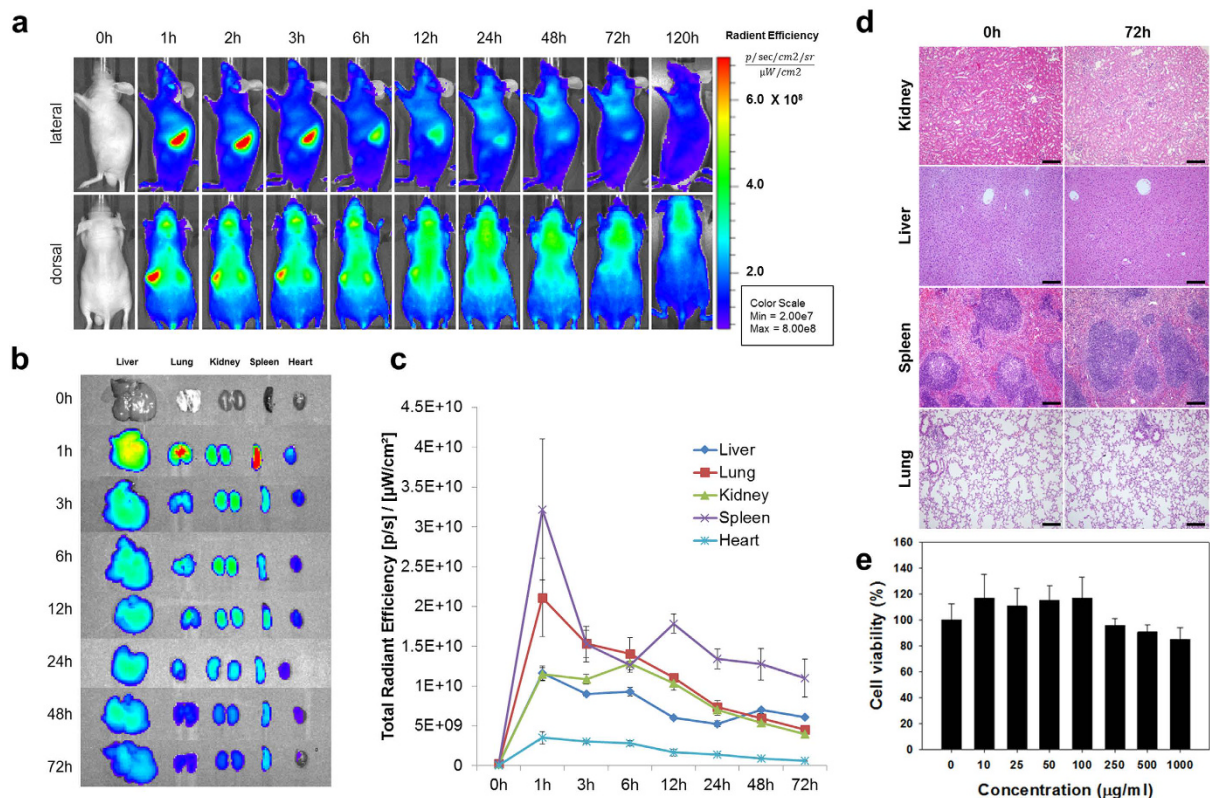 a
0h 1h 2h 3h 6h 12h 24h 48h 72h 120h
Radient Efficiency
p/sec/cm2/sr
μW/cm2
6.0 X 10⁸
4.0
2.0
lateral
dorsal
Color Scale
Min = 2.00e7
Max = 8.00e8
b
Liver Lung Kidney Spleen Heart
0h
1h
3h
6h
12h
24h
48h
72h
c
Total Radiant Efficiency [p/s] / [μW/cm²]
4.5E+10
4E+10
3.5E+10
3E+10
2.5E+10
2E+10
1.5E+10
1E+10
5E+09
0
0h 1h 3h 6h 12h 24h 48h 72h
Liver
Lung
Kidney
Spleen
Heart
d
0h 72h
Kidney
Liver
Spleen
Lung
e
Cell viability (%)
160
140
120
100
80
60
40
20
0
0 10 25 50 100 250 500 1000
Concentration (μg/ml)